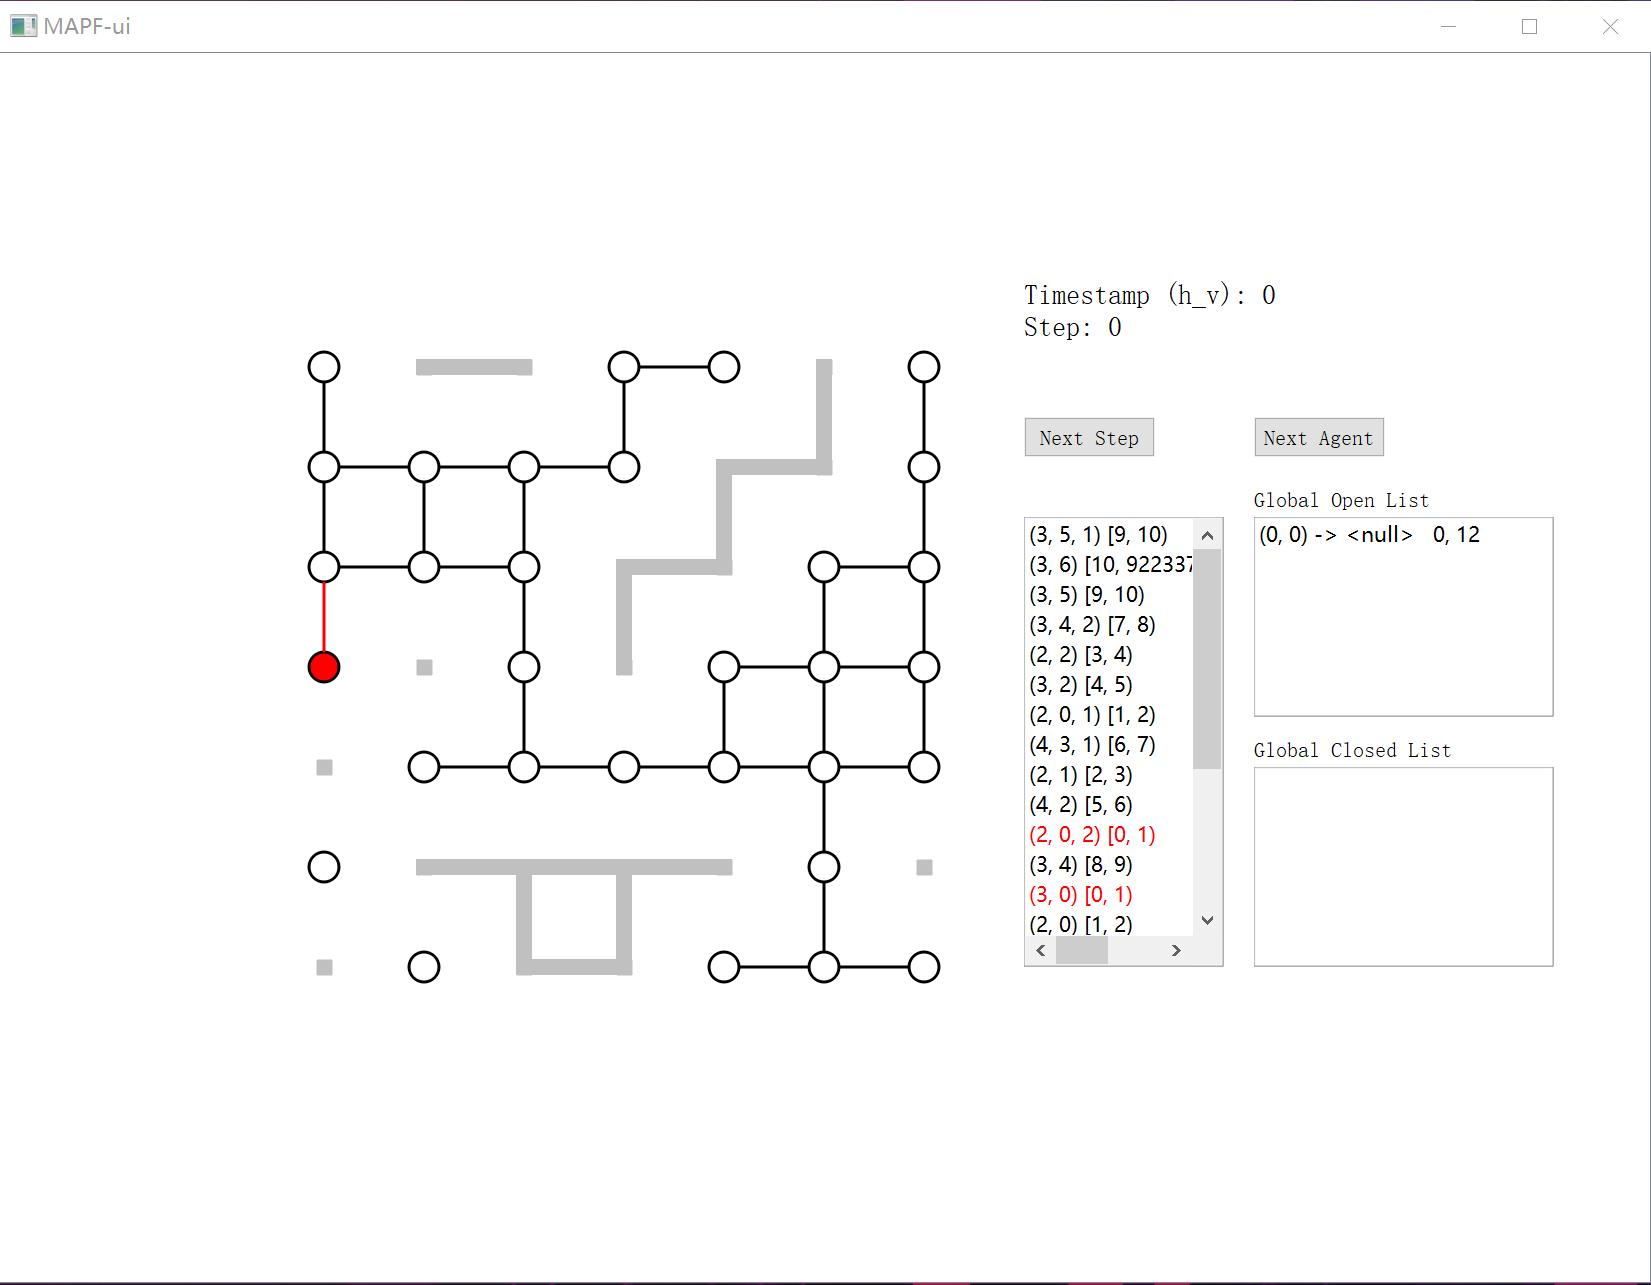 MAPF-ui
Timestamp (h_v): 0
Step: 0
Next Step
Next Agent
Global Open List
(3, 5, 1) [9, 10)
(3, 6) [10, 922337
(3, 5) [9, 10)
(3, 4, 2) [7, 8)
(2, 2) [3, 4)
(3, 2) [4, 5)
(2, 0, 1) [1, 2)
(4, 3, 1) [6, 7)
(2, 1) [2, 3)
(4, 2) [5, 6)
(2, 0, 2) [0, 1)
(3, 4) [8, 9)
(3, 0) [0, 1)
(2, 0) [1, 2)
(0, 0) -> <null> 0, 12
Global Closed List